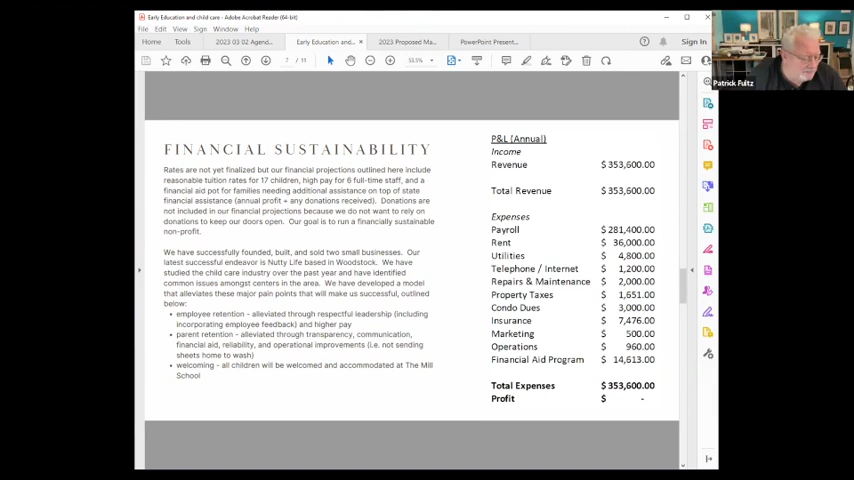 Early Education and child care - Adobe Acrobat Reader (64-bit)
File Edit View Sign Window Help
Home Tools 2023 03 02 Agend... Early Education and... × 2023 Proposed Ma... PowerPoint Present... Sign In
7 / 11 53.5%
Patrick Fultz
FINANCIAL SUSTAINABILITY
Rates are not yet finalized but our financial projections outlined here include
reasonable tuition rates for 17 children, high pay for 6 full-time staff, and a
financial aid pot for families needing additional assistance on top of state
financial assistance (annual profit + any donations received). Donations are
not included in our financial projections because we do not want to rely on
donations to keep our doors open. Our goal is to run a financially sustainable
non-profit.
We have successfully founded, built, and sold two small businesses. Our
latest successful endeavor is Nutty Life based in Woodstock. We have
studied the child care industry over the past year and have identified
common issues amongst centers in the area. We have developed a model
that alleviates these major pain points that will make us successful, outlined
below:
• employee retention - alleviated through respectful leadership (including
incorporating employee feedback) and higher pay
• parent retention - alleviated through transparency, communication,
financial aid, reliability, and operational improvements (i.e. not sending
sheets home to wash)
• welcoming - all children will be welcomed and accommodated at The Mill
School
P&L (Annual)
Income
Revenue $ 353,600.00
Total Revenue $ 353,600.00
Expenses
Payroll $ 281,400.00
Rent $ 36,000.00
Utilities $ 4,800.00
Telephone / Internet $ 1,200.00
Repairs & Maintenance $ 2,000.00
Property Taxes $ 1,651.00
Condo Dues $ 3,000.00
Insurance $ 7,476.00
Marketing $ 500.00
Operations $ 960.00
Financial Aid Program $ 14,613.00
Total Expenses $ 353,600.00
Profit $ -